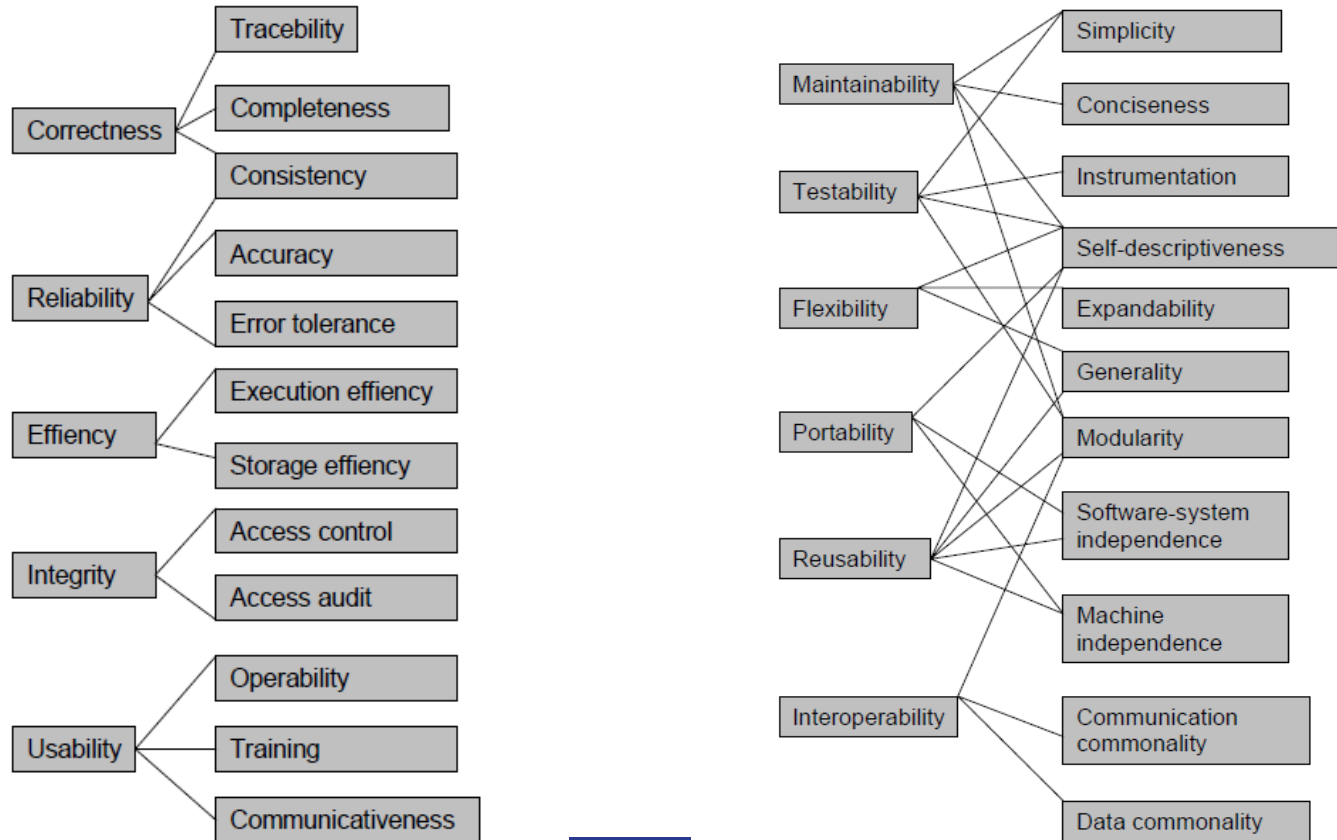 Tracebility
Completeness
Correctness
Consistency
Accuracy
Reliability
Error tolerance
Execution effiency
Effiency
Storage effiency
Access control
Integrity
Access audit
Operability
Usability
Training
Communicativeness
Simplicity
Maintainability
Conciseness
Testability
Instrumentation
Self-descriptiveness
Flexibility
Expandability
Generality
Portability
Modularity
Software-system
independence
Reusability
Machine
independence
Interoperability
Communication
commonality
Data commonality